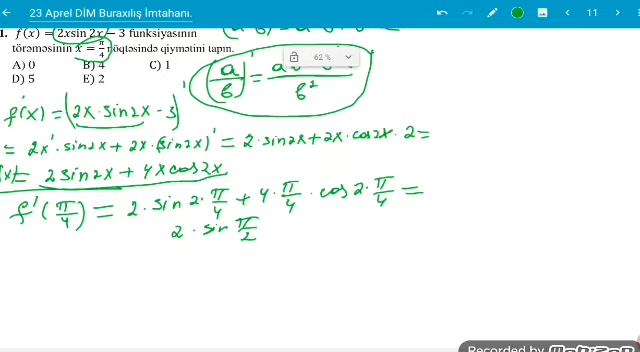 23 Aprel DİM Buraxılış İmtahanı.
11
1. f(x) = 2xsin 2x − 3 funksiyasının
törəməsinin x = π/4 nöqtəsində qiymətini tapın.
A) 0 B) 4 C) 1
D) 5 E) 2
62 %
(a/b)' =
b²
f'(x) = (2x · sin2x - 3)
= 2x' · sin2x + 2x · (sin2x)' = 2 · sin2x + 2x · cos2x · 2 =
2 sin2x + 4x cos2x
f'(π/4) = 2 · sin 2 · π/4 + 4 · π/4 · cos 2 · π/4 =
2 · sin π/2
Recorded by